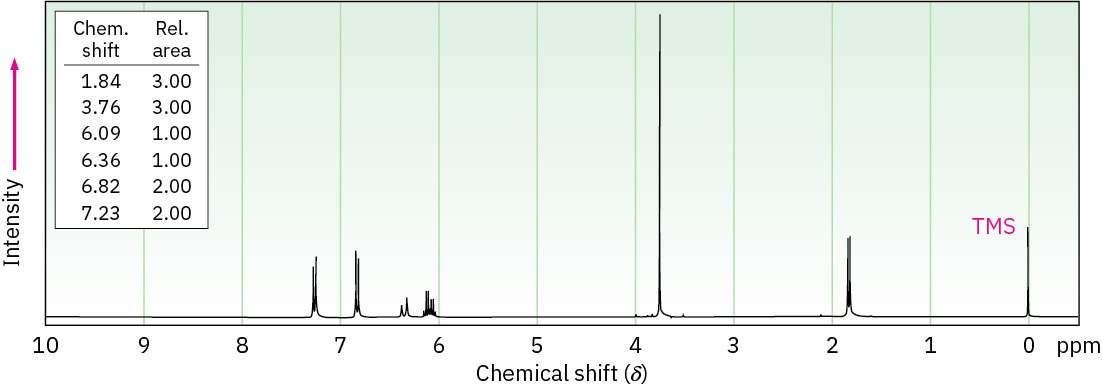 Chem. shift Rel. area
1.84 3.00
3.76 3.00
6.09 1.00
6.36 1.00
6.82 2.00
7.23 2.00
Intensity
TMS
10 9 8 7 6 5 4 3 2 1 0 ppm
Chemical shift (δ)